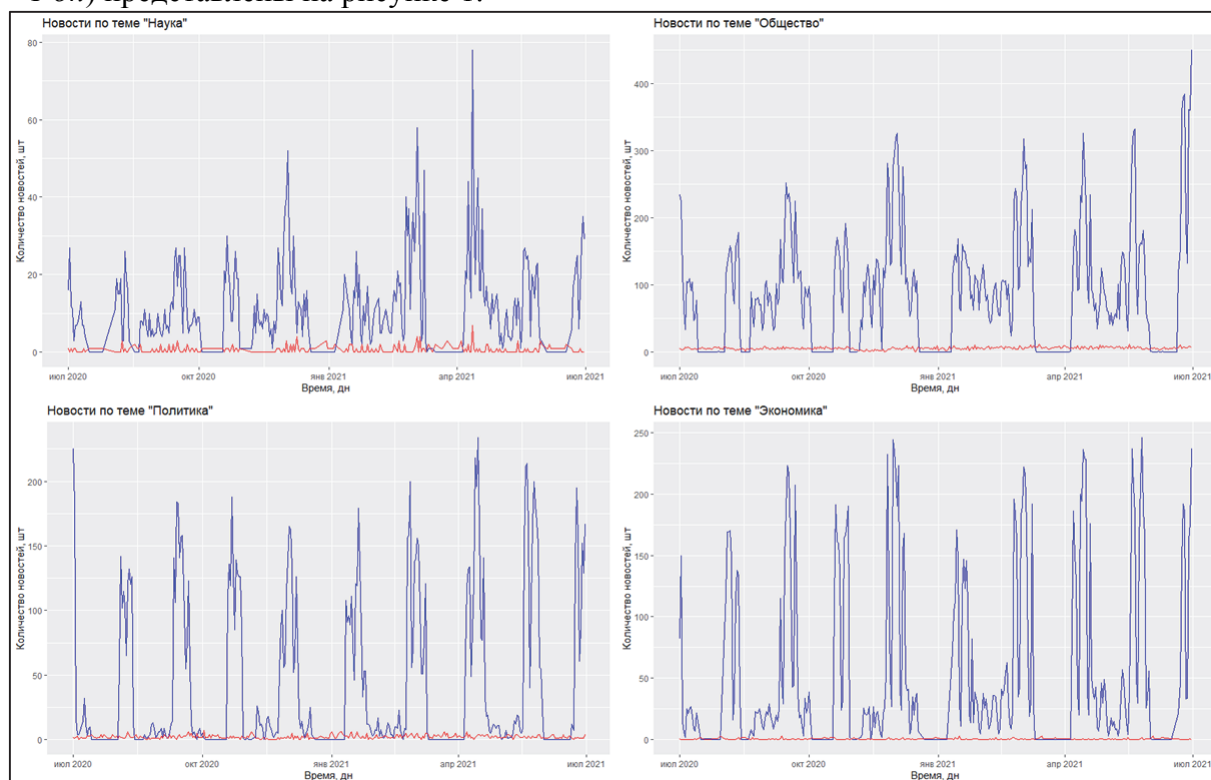 представлены на рисунке 1.
Новости по теме "Наука"
Количество новостей, шт
80
60
40
20
0
июл 2020
окт 2020
янв 2021
апр 2021
июл 2021
Время, дн
Новости по теме "Общество"
Количество новостей, шт
400
300
200
100
0
июл 2020
окт 2020
янв 2021
апр 2021
июл 2021
Время, дн
Новости по теме "Политика"
Количество новостей, шт
200
150
100
50
0
июл 2020
окт 2020
янв 2021
апр 2021
июл 2021
Время, дн
Новости по теме "Экономика"
Количество новостей, шт
250
200
150
100
50
0
июл 2020
окт 2020
янв 2021
апр 2021
июл 2021
Время, дн